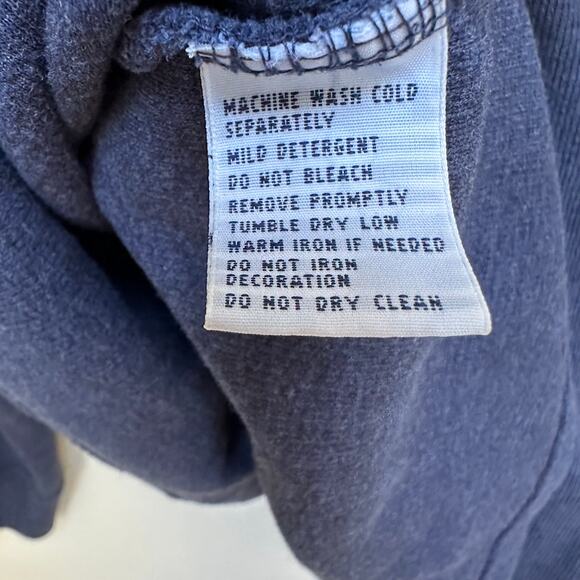 MACHINE WASH COLD
SEPARATELY
MILD DETERGENT
DO NOT BLEACH
REMOVE PROMPTLY
TUMBLE DRY LOW
WARM IRON IF NEEDED
DO NOT IRON
DECORATION
DO NOT DRY CLEAN